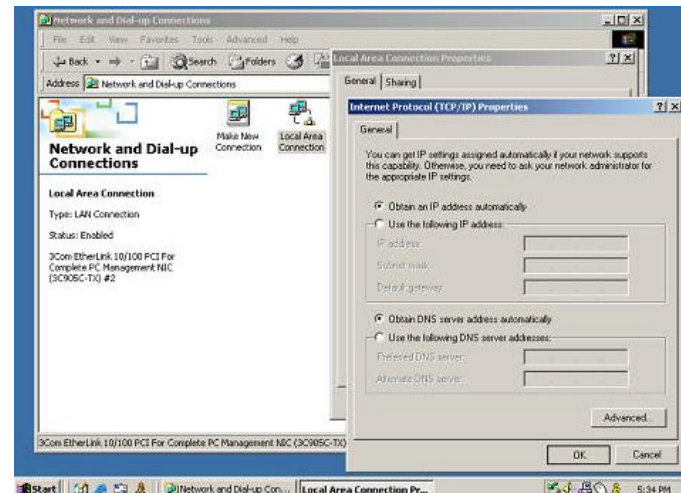 Network and Dial-up Connections
File Edit View Favorites Tools Advanced Help
Back Search Folders
Address Network and Dial-up Connections
Network and Dial-up
Connections
Local Area Connection
Type: LAN Connection
Status: Enabled
3Com EtherLink 10/100 PCI For
Complete PC Management NIC
(3C905C-TX) #2
Make New
Connection
Local Area
Connection
3Com EtherLink 10/100 PCI For Complete PC Management NIC (3C905C-TX)
Local Area Connection Properties
General Sharing
Internet Protocol (TCP/IP) Properties
General
You can get IP settings assigned automatically if your network supports
this capability. Otherwise, you need to ask your network administrator for
the appropriate IP settings.
Obtain an IP address automatically
Use the following IP address:
IP address:
Subnet mask:
Default gateway:
Obtain DNS server address automatically
Use the following DNS server addresses:
Preferred DNS server:
Alternate DNS server:
Advanced...
OK Cancel
Start Network and Dial-up Con... Local Area Connection Pr... 5:34 PM